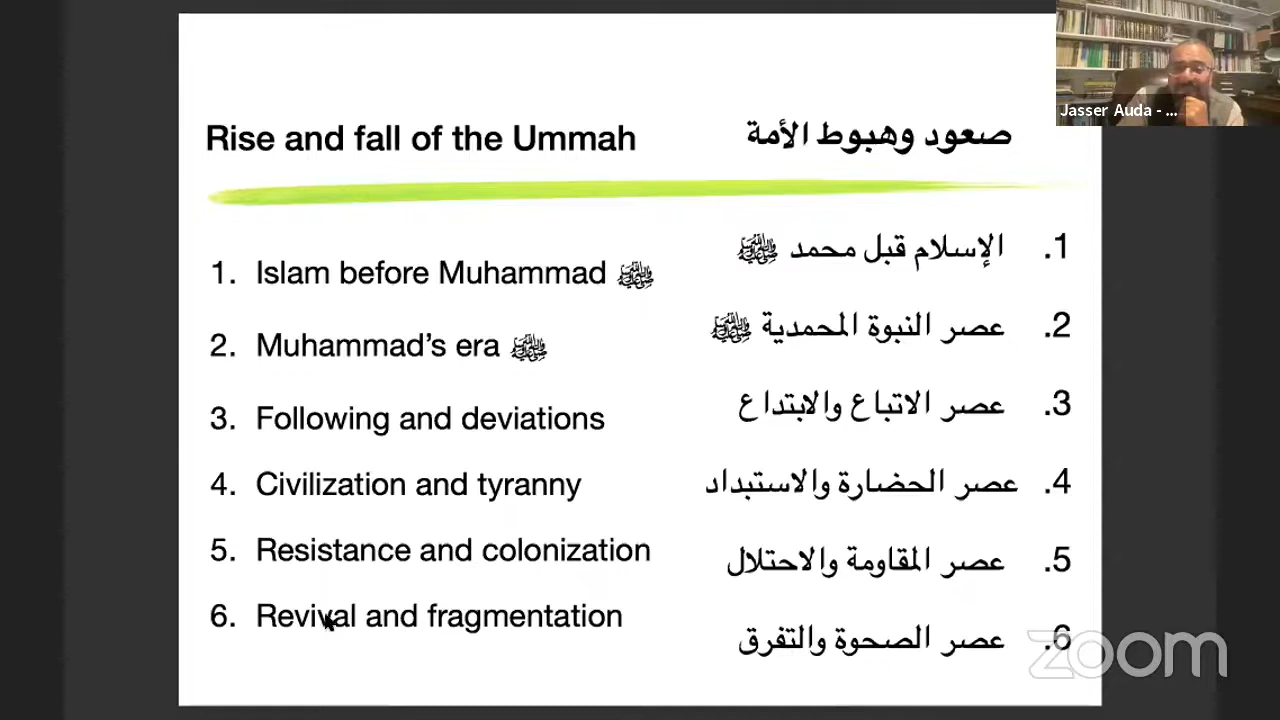 Jasser Auda - ...
Rise and fall of the Ummah
صعود وهبوط الأمة
1. Islam before Muhammad ﷺ
2. Muhammad’s era ﷺ
3. Following and deviations
4. Civilization and tyranny
5. Resistance and colonization
6. Revival and fragmentation
1. الإسلام قبل محمد ﷺ
2. عصر النبوة المحمدية ﷺ
3. عصر الاتباع والابتداع
4. عصر الحضارة والاستبداد
5. عصر المقاومة والاحتلال
6. عصر الصحوة والتفرق
zoom